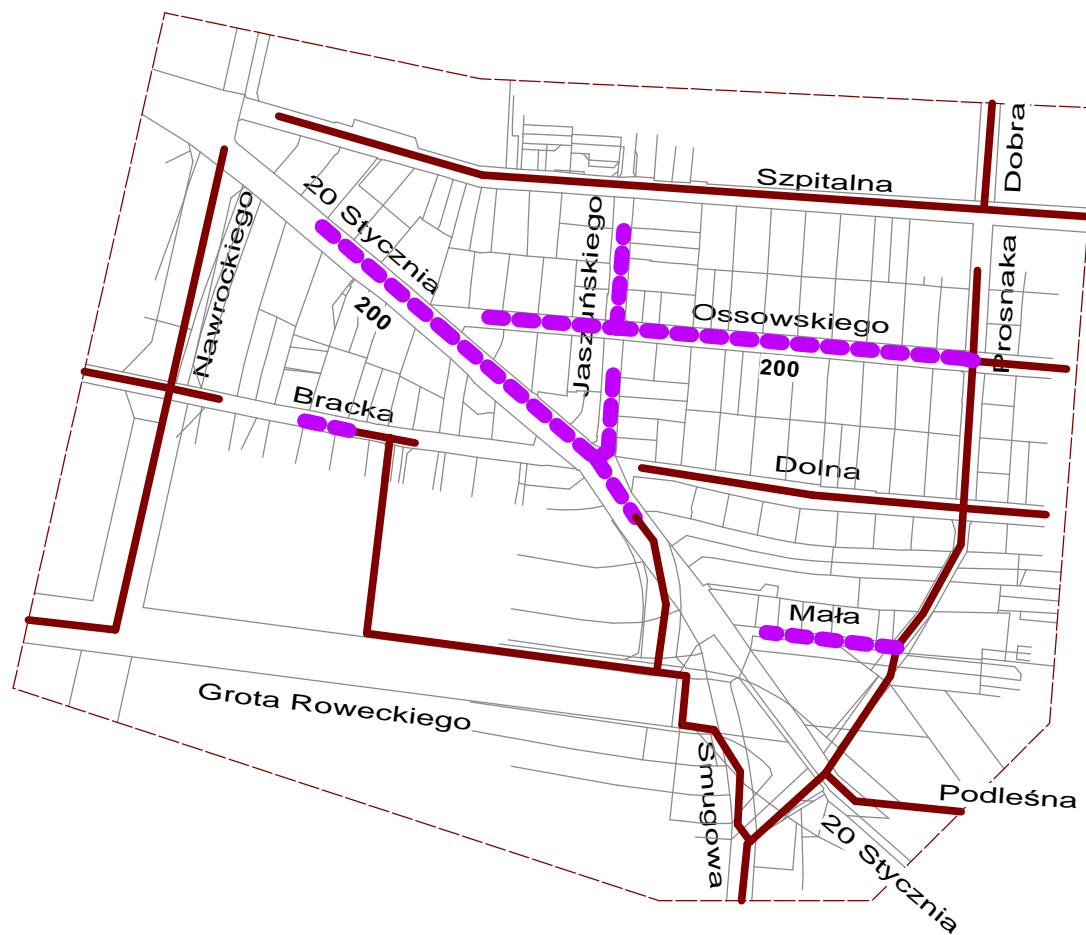 Dobra
Szpitalna
20 Stycznia
Nawrockiego
Jaszuńskiego
Prosnaka
200
Ossowskiego
200
Bracka
Dolna
Mała
Grota Roweckiego
Smugowa
Podleśna
20 Stycznia